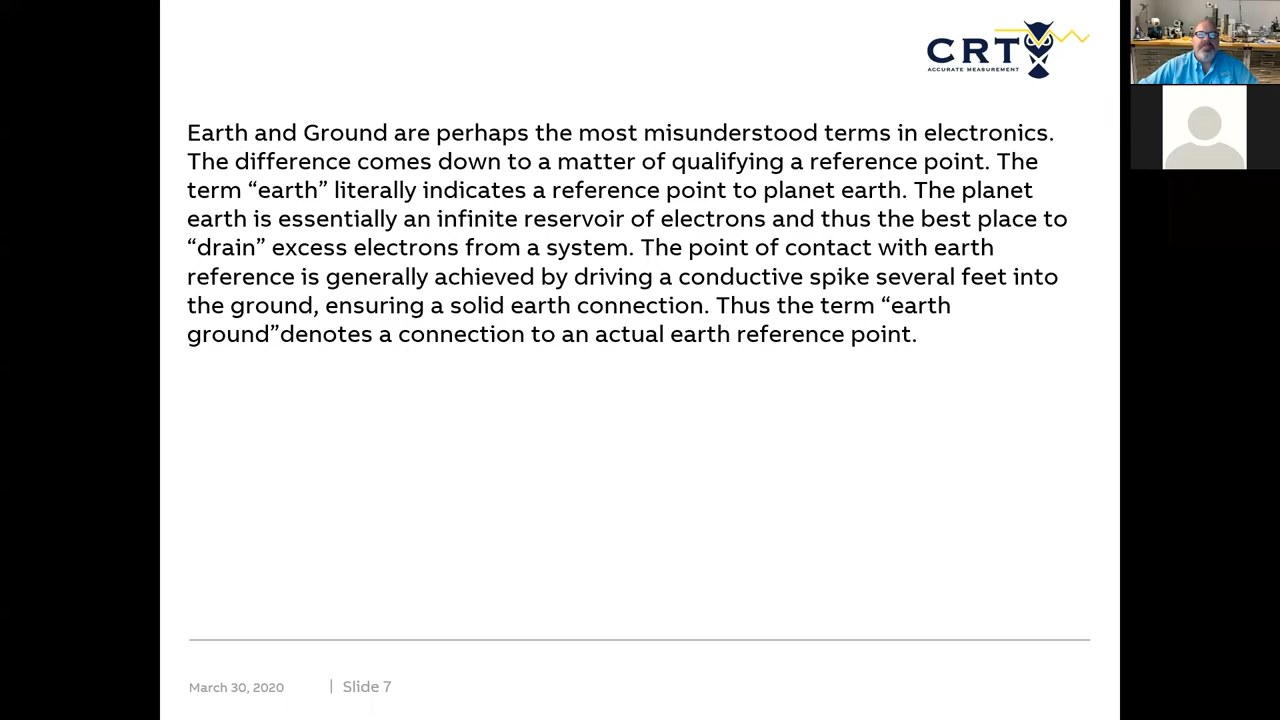 CRT
ACCURATE MEASUREMENT
Earth and Ground are perhaps the most misunderstood terms in electronics.
The difference comes down to a matter of qualifying a reference point. The
term “earth” literally indicates a reference point to planet earth. The planet
earth is essentially an infinite reservoir of electrons and thus the best place to
“drain” excess electrons from a system. The point of contact with earth
reference is generally achieved by driving a conductive spike several feet into
the ground, ensuring a solid earth connection. Thus the term “earth
ground”denotes a connection to an actual earth reference point.
March 30, 2020 | Slide 7